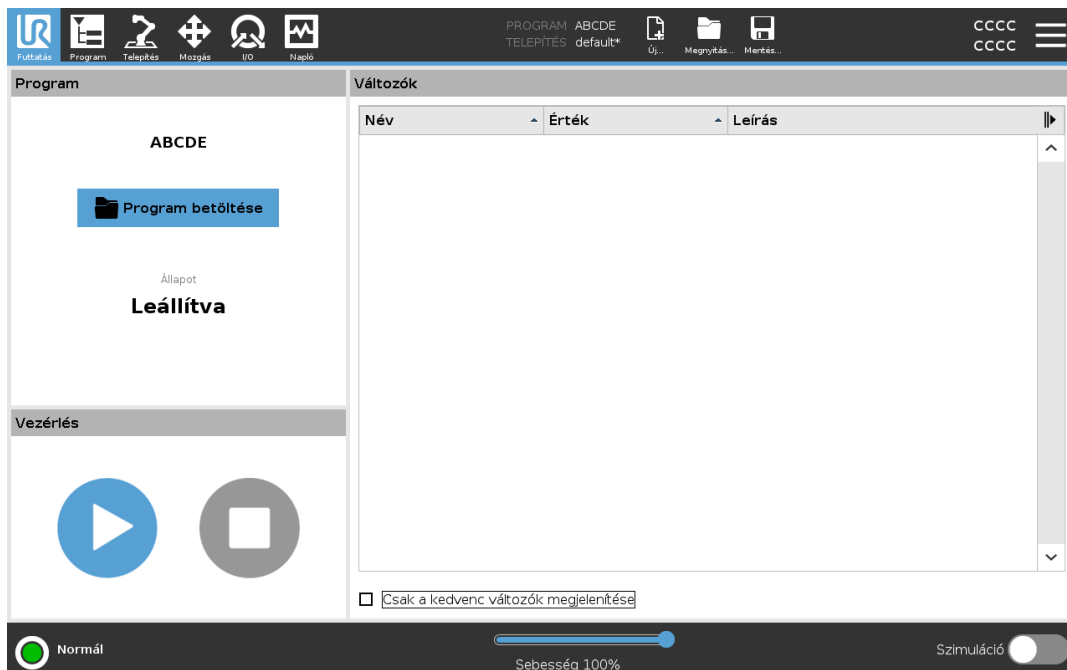 Futtatás Program Telepítés Mozgás I/O Napló
PROGRAM ABCDE
TELEPÍTÉS default*
Új... Megnyitás... Mentés...
CCCC
CCCC
Program
ABCDE
Program betöltése
Állapot
Leállítva
Vezérlés
Változók
Név Érték Leírás
Csak a kedvenc változók megjelenítése
Normál
Sebesség 100%
Szimuláció